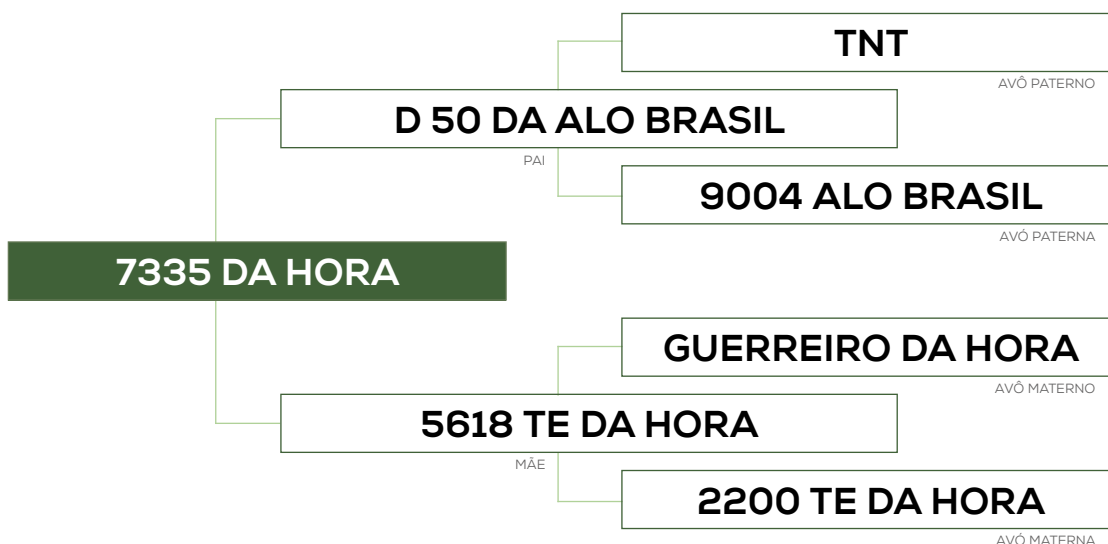 TNT
AVÔ PATERNO
D 50 DA ALO BRASIL
PAI
9004 ALO BRASIL
AVÓ PATERNA
7335 DA HORA
GUERREIRO DA HORA
AVÔ MATERNO
5618 TE DA HORA
MÃE
2200 TE DA HORA
AVÓ MATERNA